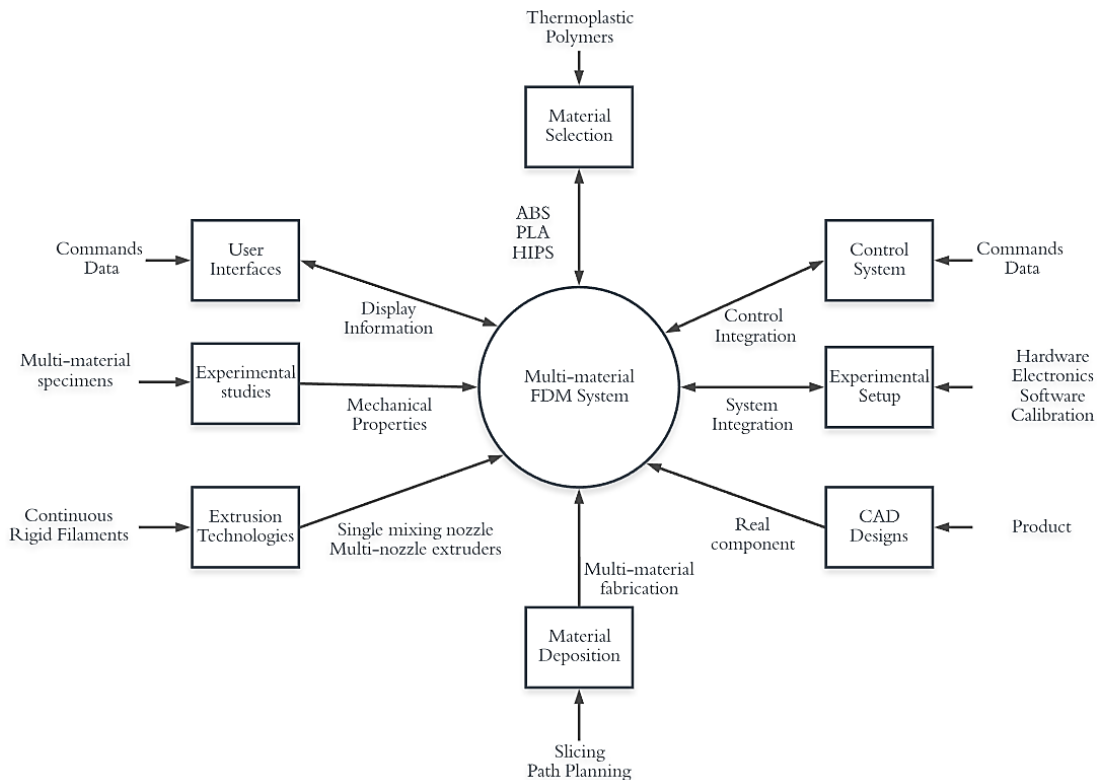 Thermoplastic
Polymers
Material
Selection
ABS
PLA
HIPS
Commands
Data
User
Interfaces
Display
Information
Control
System
Commands
Data
Control
Integration
Multi-material
specimens
Experimental
studies
Mechanical
Properties
Multi-material
FDM System
System
Integration
Experimental
Setup
Hardware
Electronics
Software
Calibration
Continuous
Rigid Filaments
Extrusion
Technologies
Single mixing nozzle
Multi-nozzle extruders
Real
component
CAD
Designs
Product
Multi-material
fabrication
Material
Deposition
Slicing
Path Planning